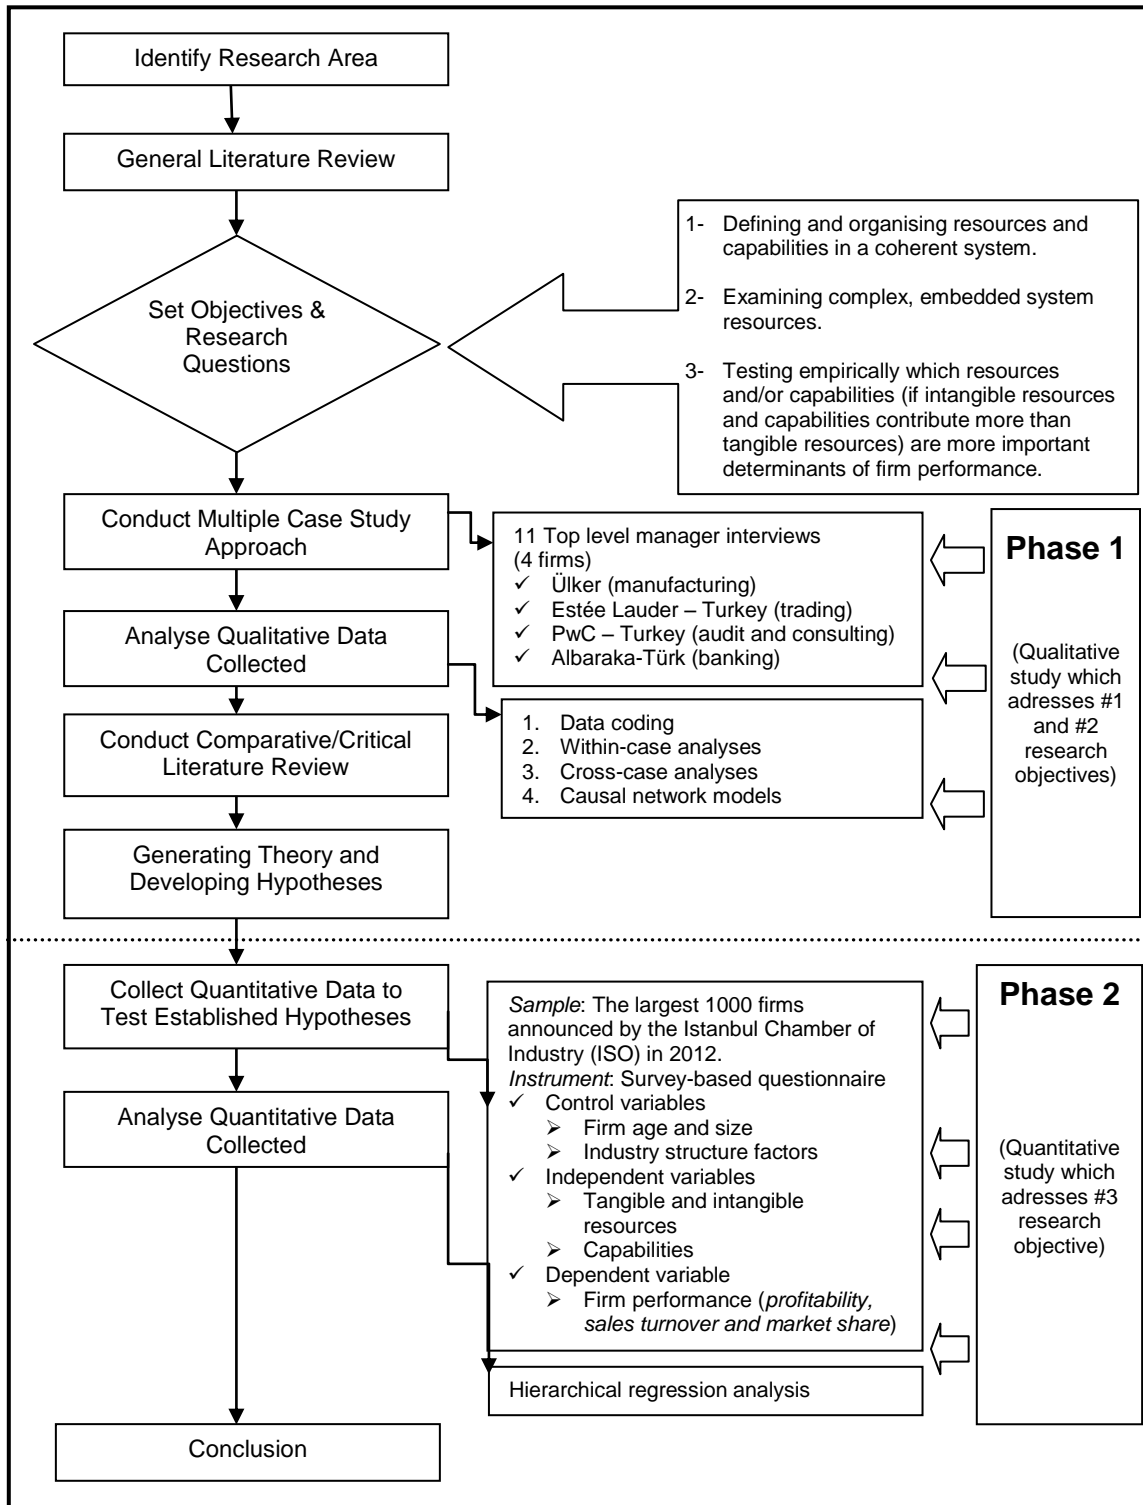 Identify Research Area
General Literature Review
Set Objectives &
Research
Questions
1- Defining and organising resources and
capabilities in a coherent system.
2- Examining complex, embedded system
resources.
3- Testing empirically which resources
and/or capabilities (if intangible resources
and capabilities contribute more than
tangible resources) are more important
determinants of firm performance.
Conduct Multiple Case Study
Approach
11 Top level manager interviews
(4 firms)
✓ Ülker (manufacturing)
✓ Estée Lauder – Turkey (trading)
✓ PwC – Turkey (audit and consulting)
✓ Albaraka-Türk (banking)
Phase 1
(Qualitative
study which
adresses #1
and #2
research
objectives)
Analyse Qualitative Data
Collected
1. Data coding
2. Within-case analyses
3. Cross-case analyses
4. Causal network models
Conduct Comparative/Critical
Literature Review
Generating Theory and
Developing Hypotheses
Collect Quantitative Data to
Test Established Hypotheses
Sample: The largest 1000 firms
announced by the Istanbul Chamber of
Industry (ISO) in 2012.
Instrument: Survey-based questionnaire
✓ Control variables
➢ Firm age and size
➢ Industry structure factors
✓ Independent variables
➢ Tangible and intangible
resources
➢ Capabilities
✓ Dependent variable
➢ Firm performance (profitability,
sales turnover and market share)
Phase 2
(Quantitative
study which
adresses #3
research
objective)
Analyse Quantitative Data
Collected
Hierarchical regression analysis
Conclusion